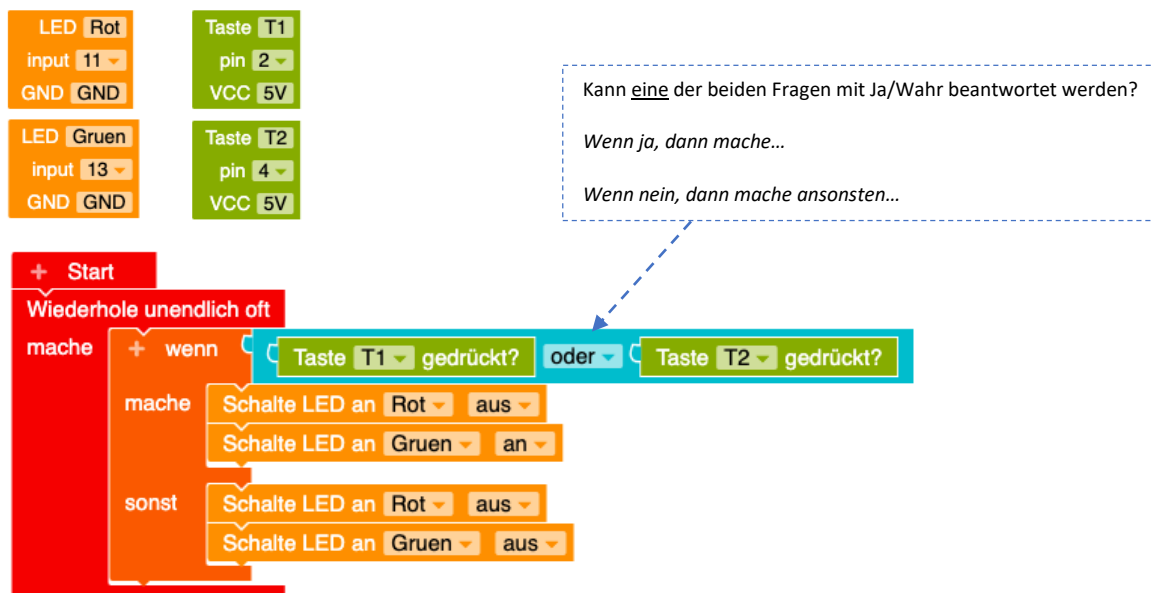 LED Rot
input 11
GND GND
Taste T1
pin 2
VCC 5V
LED Gruen
input 13
GND GND
Taste T2
pin 4
VCC 5V
Kann eine der beiden Fragen mit Ja/Wahr beantwortet werden?
Wenn ja, dann mache…
Wenn nein, dann mache ansonsten…
+ Start
Wiederhole unendlich oft
mache + wenn Taste T1 gedrückt? oder Taste T2 gedrückt?
mache Schalte LED an Rot aus
Schalte LED an Gruen an
sonst Schalte LED an Rot aus
Schalte LED an Gruen aus